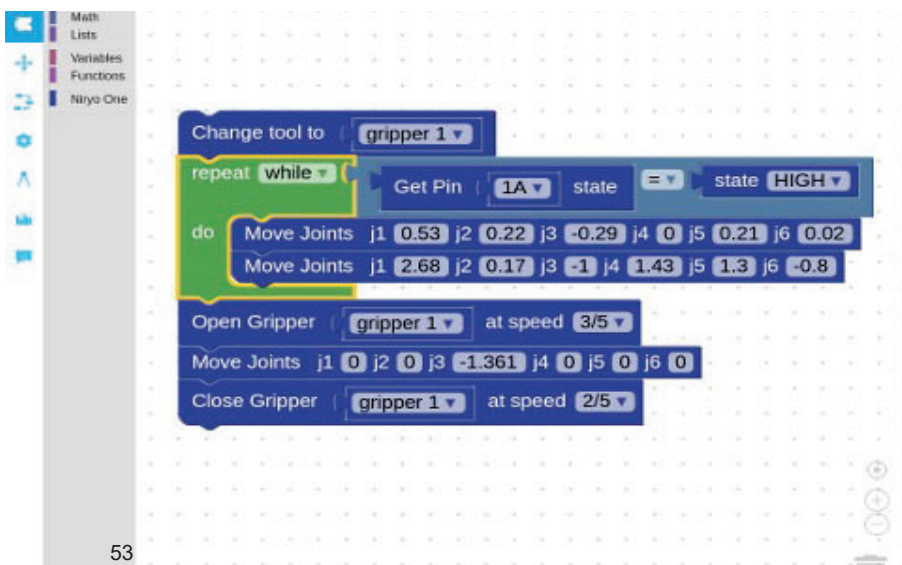 Math
Lists
Variables
Functions
Niryo One
Change tool to gripper 1
repeat while Get Pin 1A state = state HIGH
do Move Joints j1 0.53 j2 0.22 j3 -0.29 j4 0 j5 0.21 j6 0.02
Move Joints j1 2.68 j2 0.17 j3 -1 j4 1.43 j5 1.3 j6 -0.8
Open Gripper gripper 1 at speed 3/5
Move Joints j1 0 j2 0 j3 -1.361 j4 0 j5 0 j6 0
Close Gripper gripper 1 at speed 2/5
53